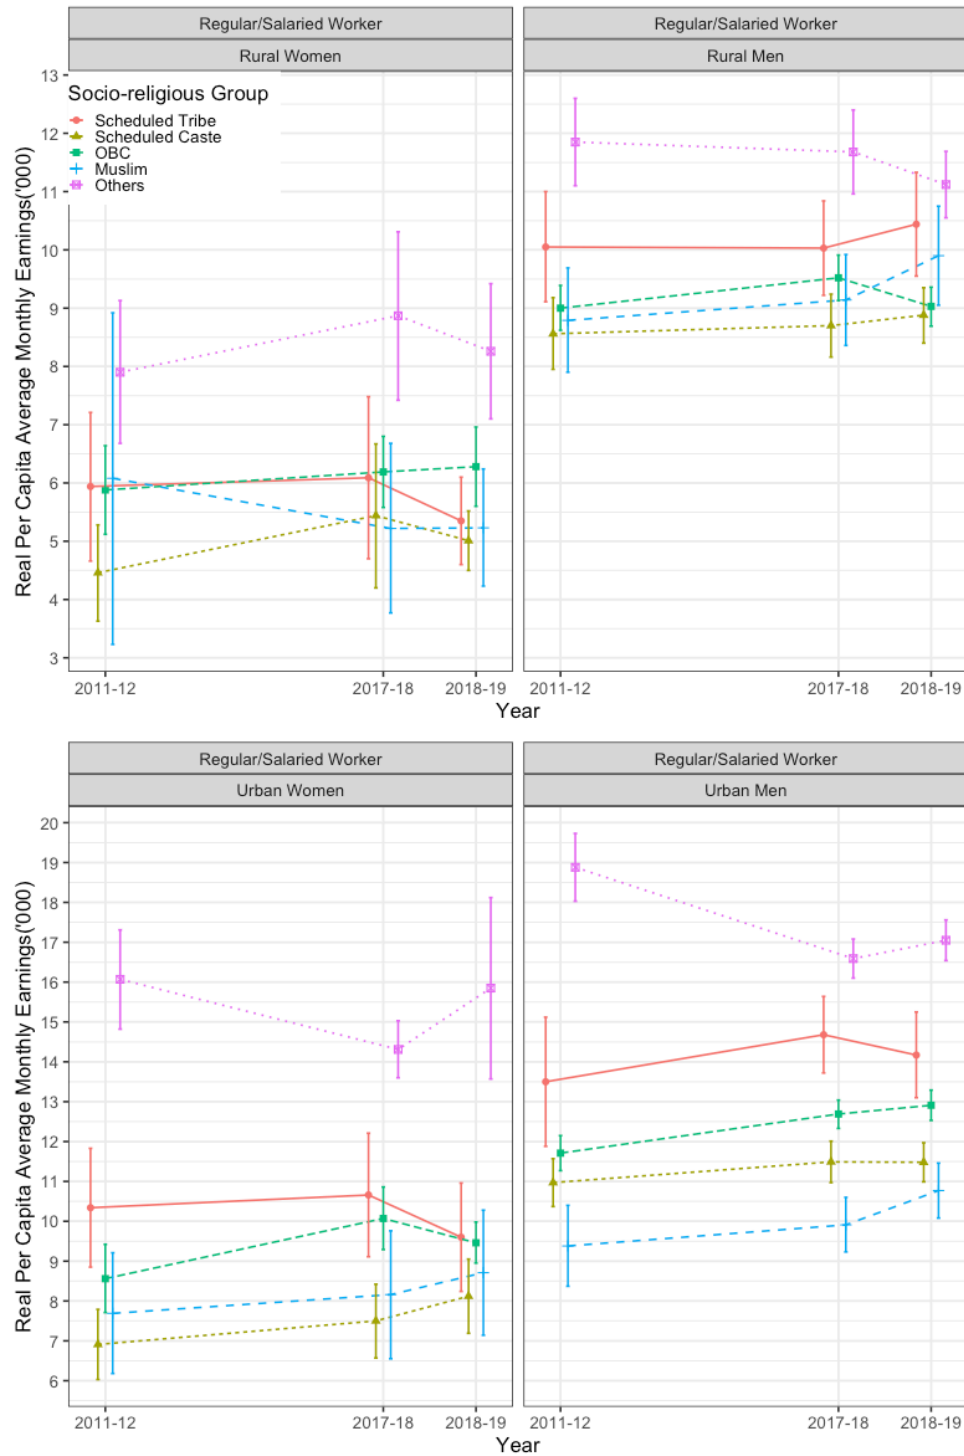 Regular/Salaried Worker
Regular/Salaried Worker
Rural Women
Rural Men
Socio-religious Group
Scheduled Tribe
Scheduled Caste
OBC
Muslim
Others
Real Per Capita Average Monthly Earnings('000)
13
12
11
10
9
8
7
6
5
4
3
2011-12
2017-18
2018-19
2011-12
2017-18
2018-19
Year
Regular/Salaried Worker
Regular/Salaried Worker
Urban Women
Urban Men
Real Per Capita Average Monthly Earnings('000)
20
19
18
17
16
15
14
13
12
11
10
9
8
7
6
2011-12
2017-18
2018-19
2011-12
2017-18
2018-19
Year